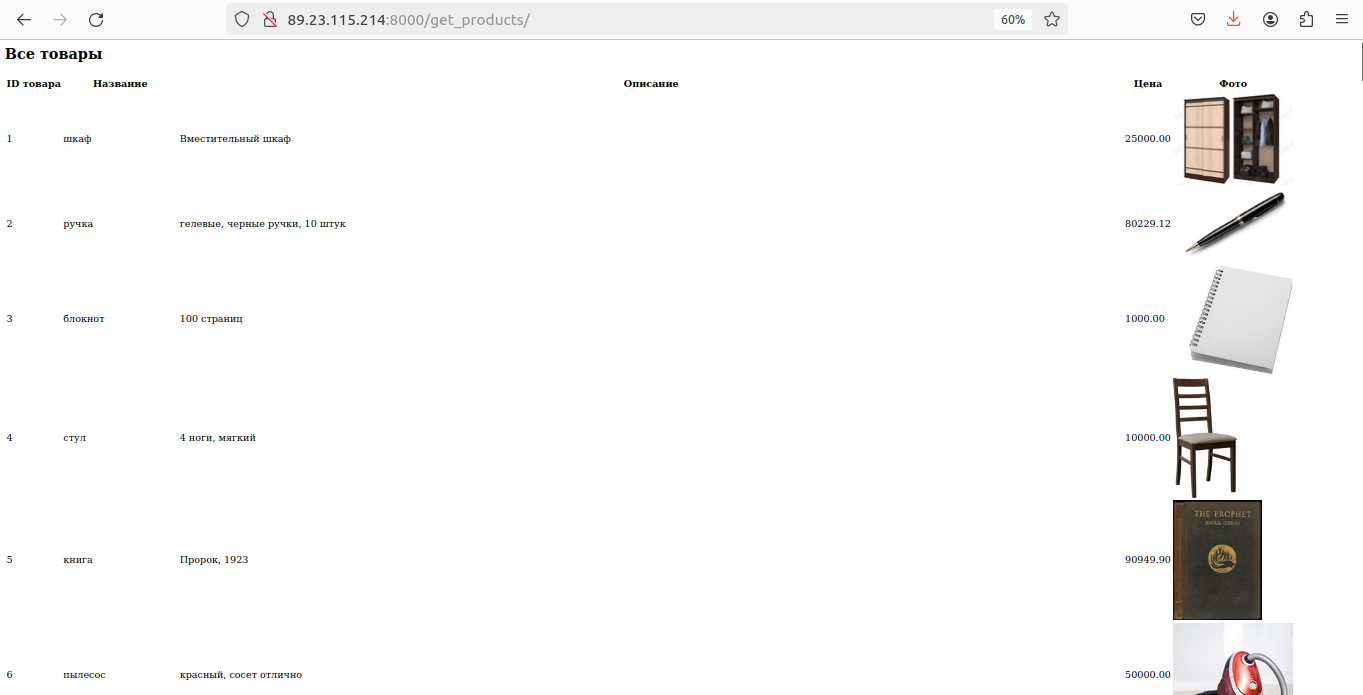 89.23.115.214:8000/get_products/ 60%
Все товары
ID товара Название Описание Цена Фото
1 шкаф Вместительный шкаф 25000.00
2 ручка гелевые, черные ручки, 10 штук 80229.12
3 блокнот 100 страниц 1000.00
4 стул 4 ноги, мягкий 10000.00
THE PROPHET
KAHLIL GIBRAN
5 книга Пророк, 1923 90949.90
6 пылесос красный, сосет отлично 50000.00